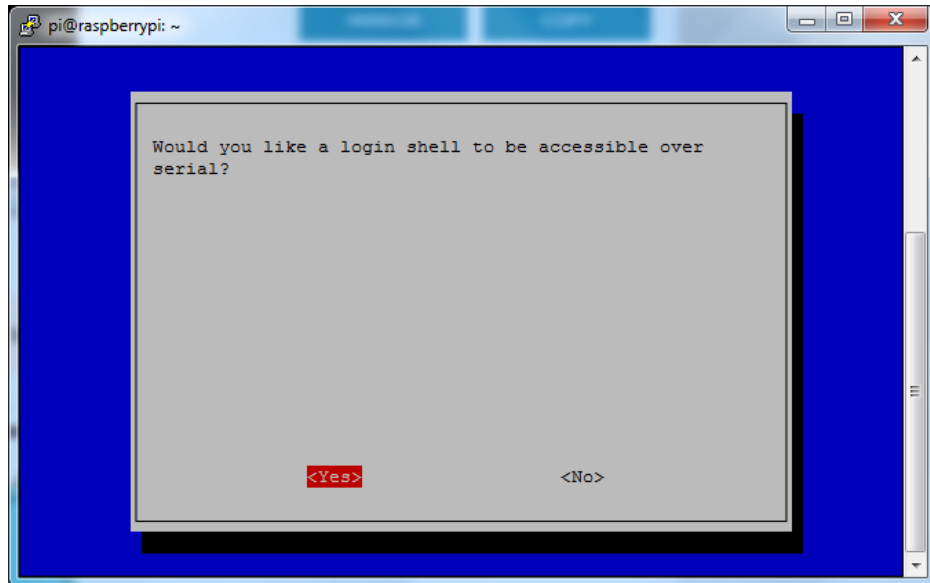 pi@raspberrypi: ~
Would you like a login shell to be accessible over
serial?
<Yes> <No>